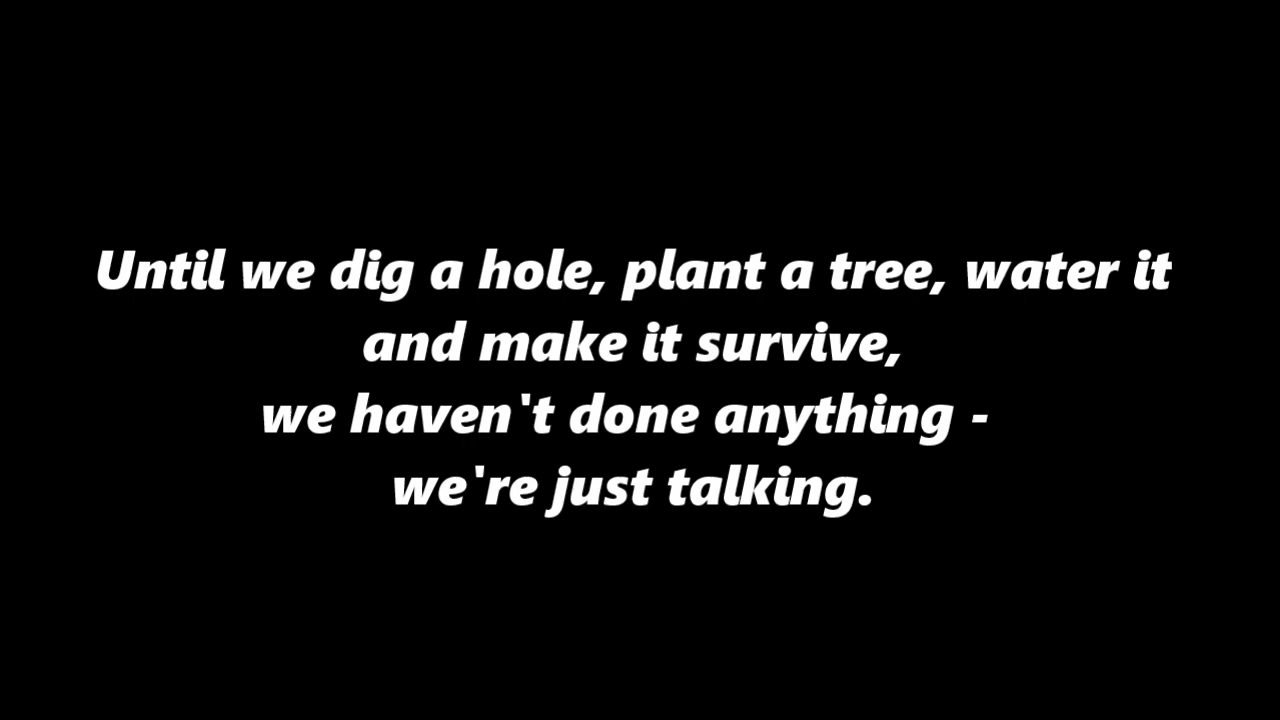 Until we dig a hole, plant a tree, water it
and make it survive,
we haven't done anything -
we're just talking.